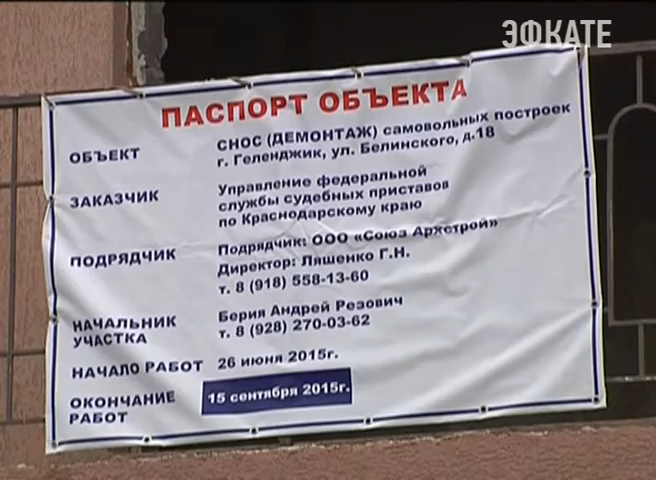 ЭФКАТЕ
ПАСПОРТ ОБЪЕКТА
ОБЪЕКТ
СНОС (ДЕМОНТАЖ) самовольных построек
г. Геленджик, ул. Белинского, д.18
ЗАКАЗЧИК
Управление федеральной
службы судебных приставов
по Краснодарскому краю
ПОДРЯДЧИК
Подрядчик: ООО «Союз Архстрой»
Директор: Ляшенко Г.Н.
т. 8 (918) 558-13-60
НАЧАЛЬНИК
УЧАСТКА
Берия Андрей Резович
т. 8 (928) 270-03-62
НАЧАЛО РАБОТ
26 июня 2015г.
ОКОНЧАНИЕ
РАБОТ
15 сентября 2015г.